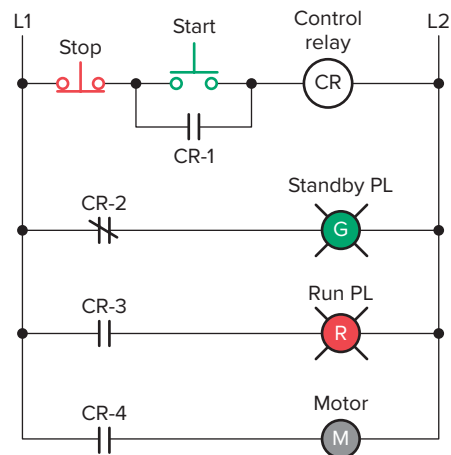 L1
Stop
Start
Control
relay
L2
CR
CR-1
Standby PL
CR-2
G
Run PL
CR-3
R
Motor
CR-4
M